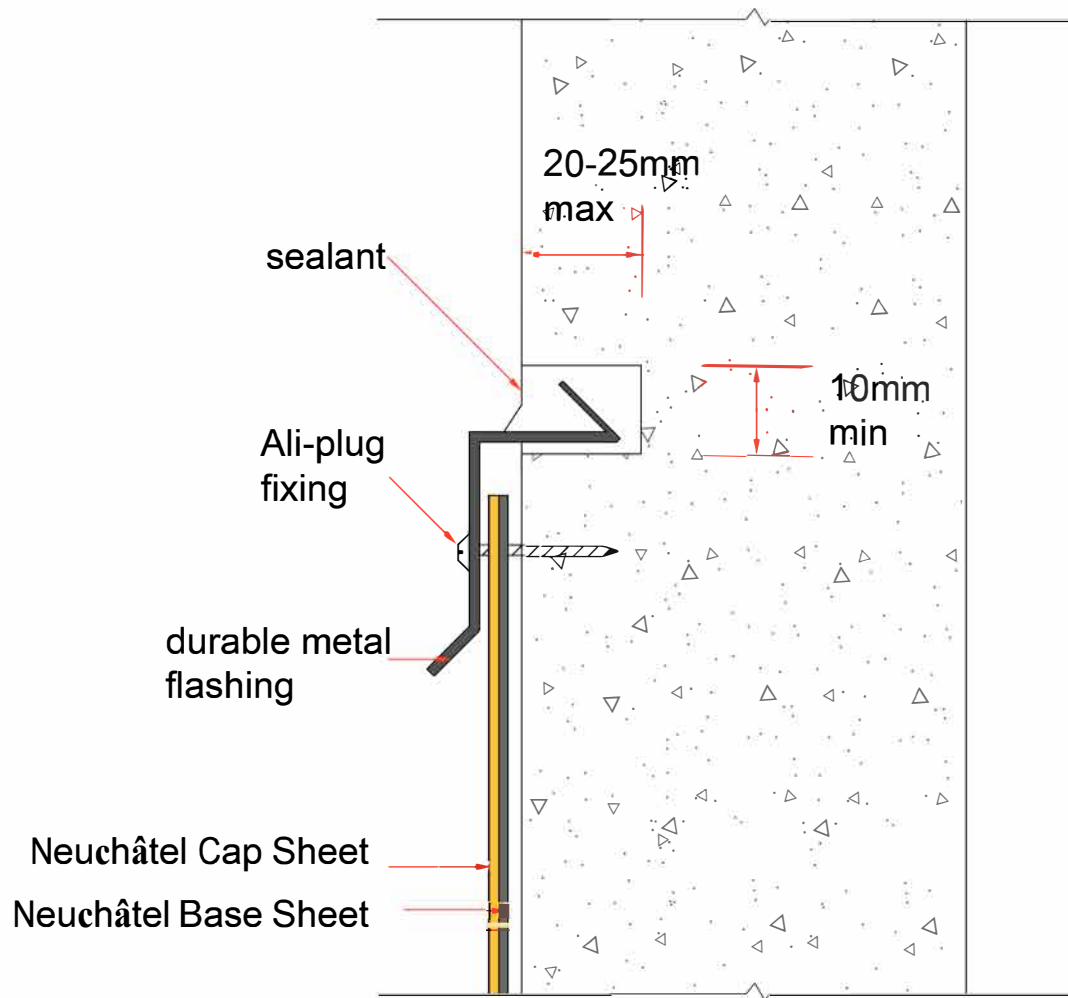 20-25mm
max
sealant
10mm
min
Ali-plug
fixing
durable metal
flashing
Neuchâtel Cap Sheet
Neuchâtel Base Sheet